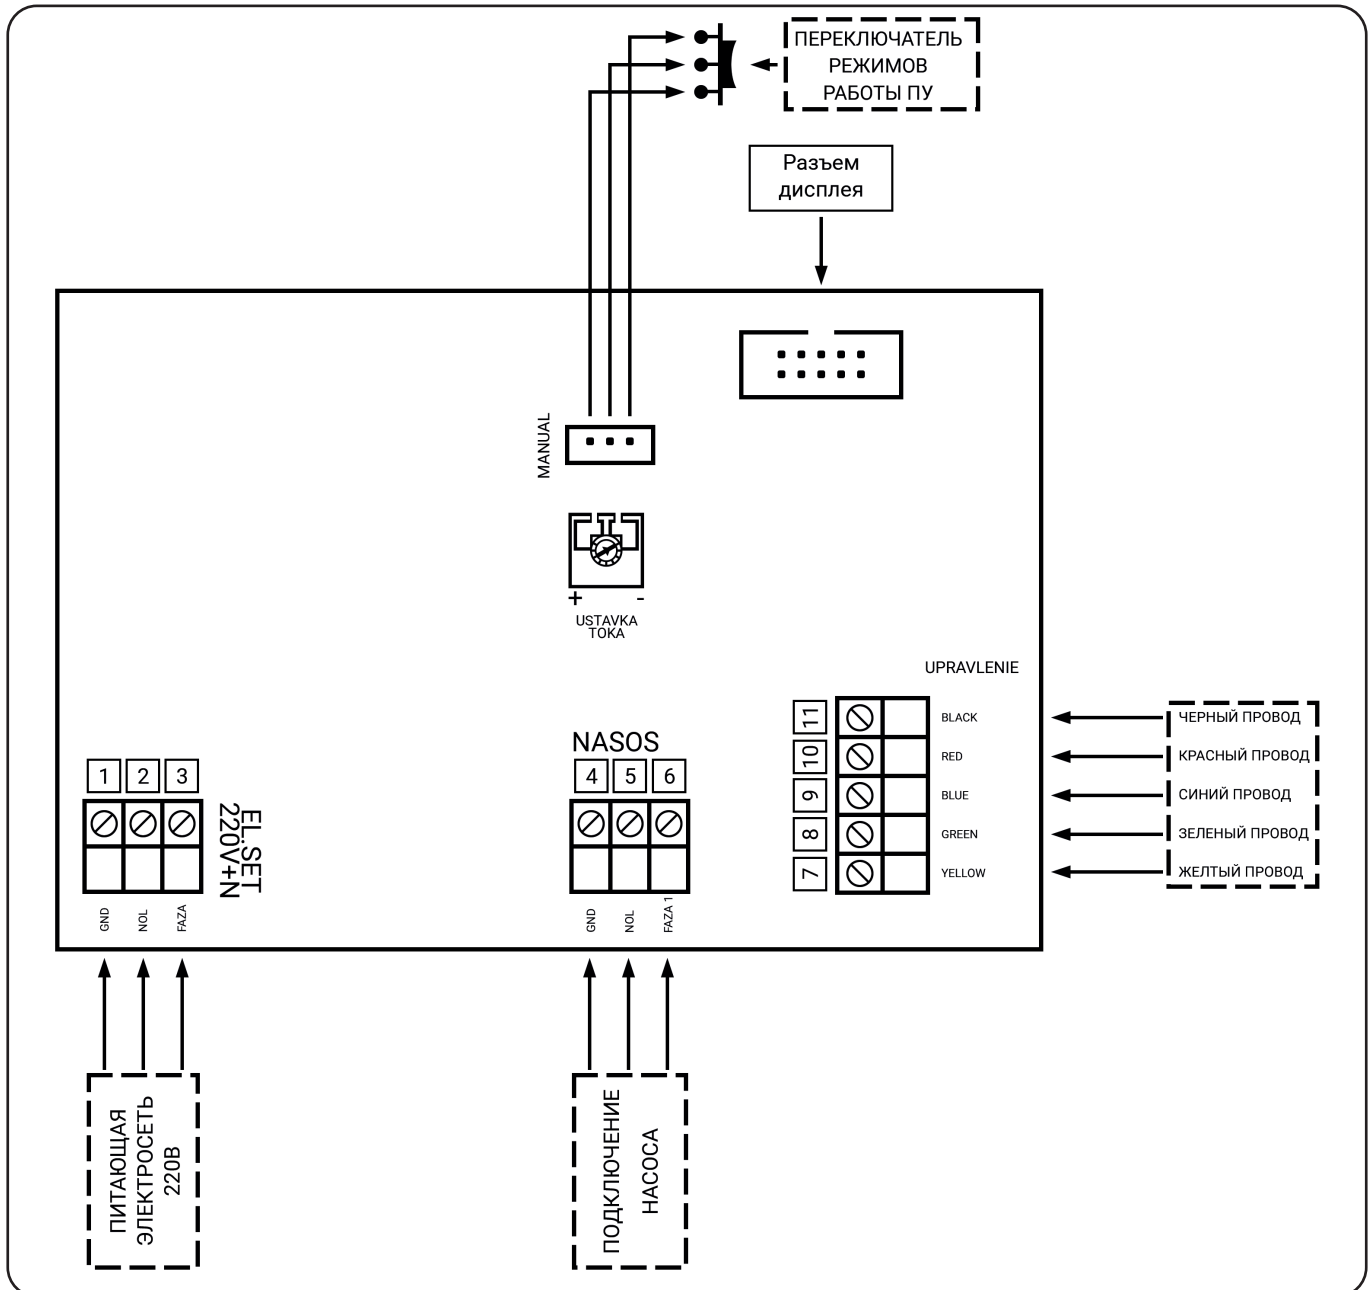 ПЕРЕКЛЮЧАТЕЛЬ
РЕЖИМОВ
РАБОТЫ ПУ
Разъем
дисплея
MANUAL
+ -
USTAVKA
TOKA
UPRAVLENIE
11 BLACK ЧЕРНЫЙ ПРОВОД
10 RED КРАСНЫЙ ПРОВОД
9 BLUE СИНИЙ ПРОВОД
8 GREEN ЗЕЛЕНЫЙ ПРОВОД
7 YELLOW ЖЕЛТЫЙ ПРОВОД
1 2 3
EL.SET
220V+N
GND NOL FAZA
NASOS
4 5 6
GND NOL FAZA 1
ПИТАЮЩАЯ
ЭЛЕКТРОСЕТЬ
220В
ПОДКЛЮЧЕНИЕ
НАСОСА